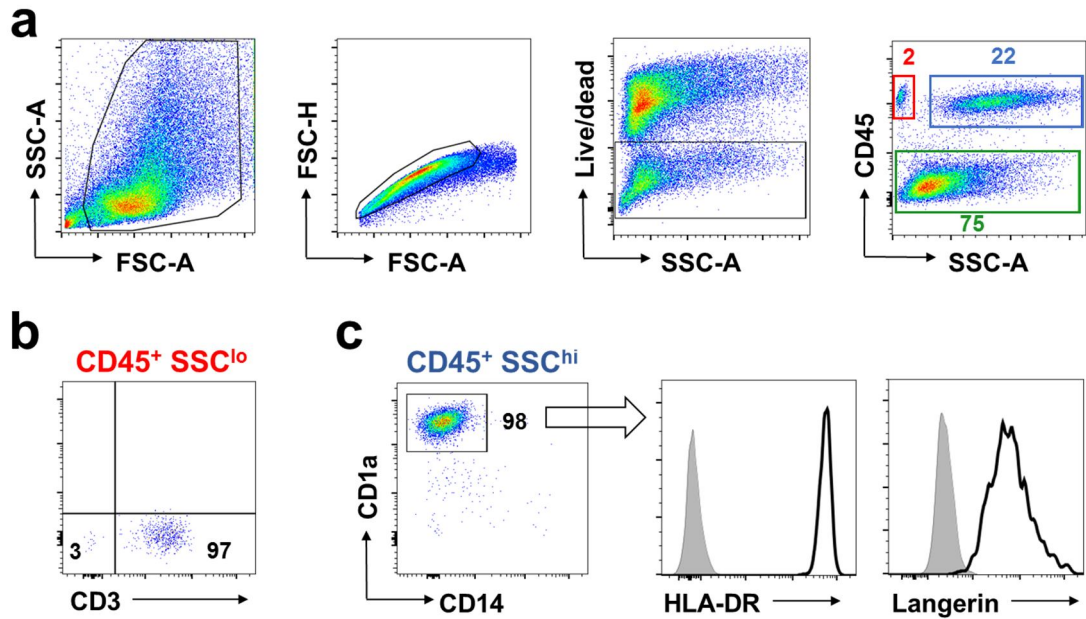 a
SSC-A
FSC-A
FSC-H
FSC-A
Live/dead
SSC-A
2
22
CD45
75
SSC-A
b
CD45⁺ SSCˡᵒ
3
97
CD3
c
CD45⁺ SSCʰⁱ
98
CD1a
CD14
HLA-DR
Langerin